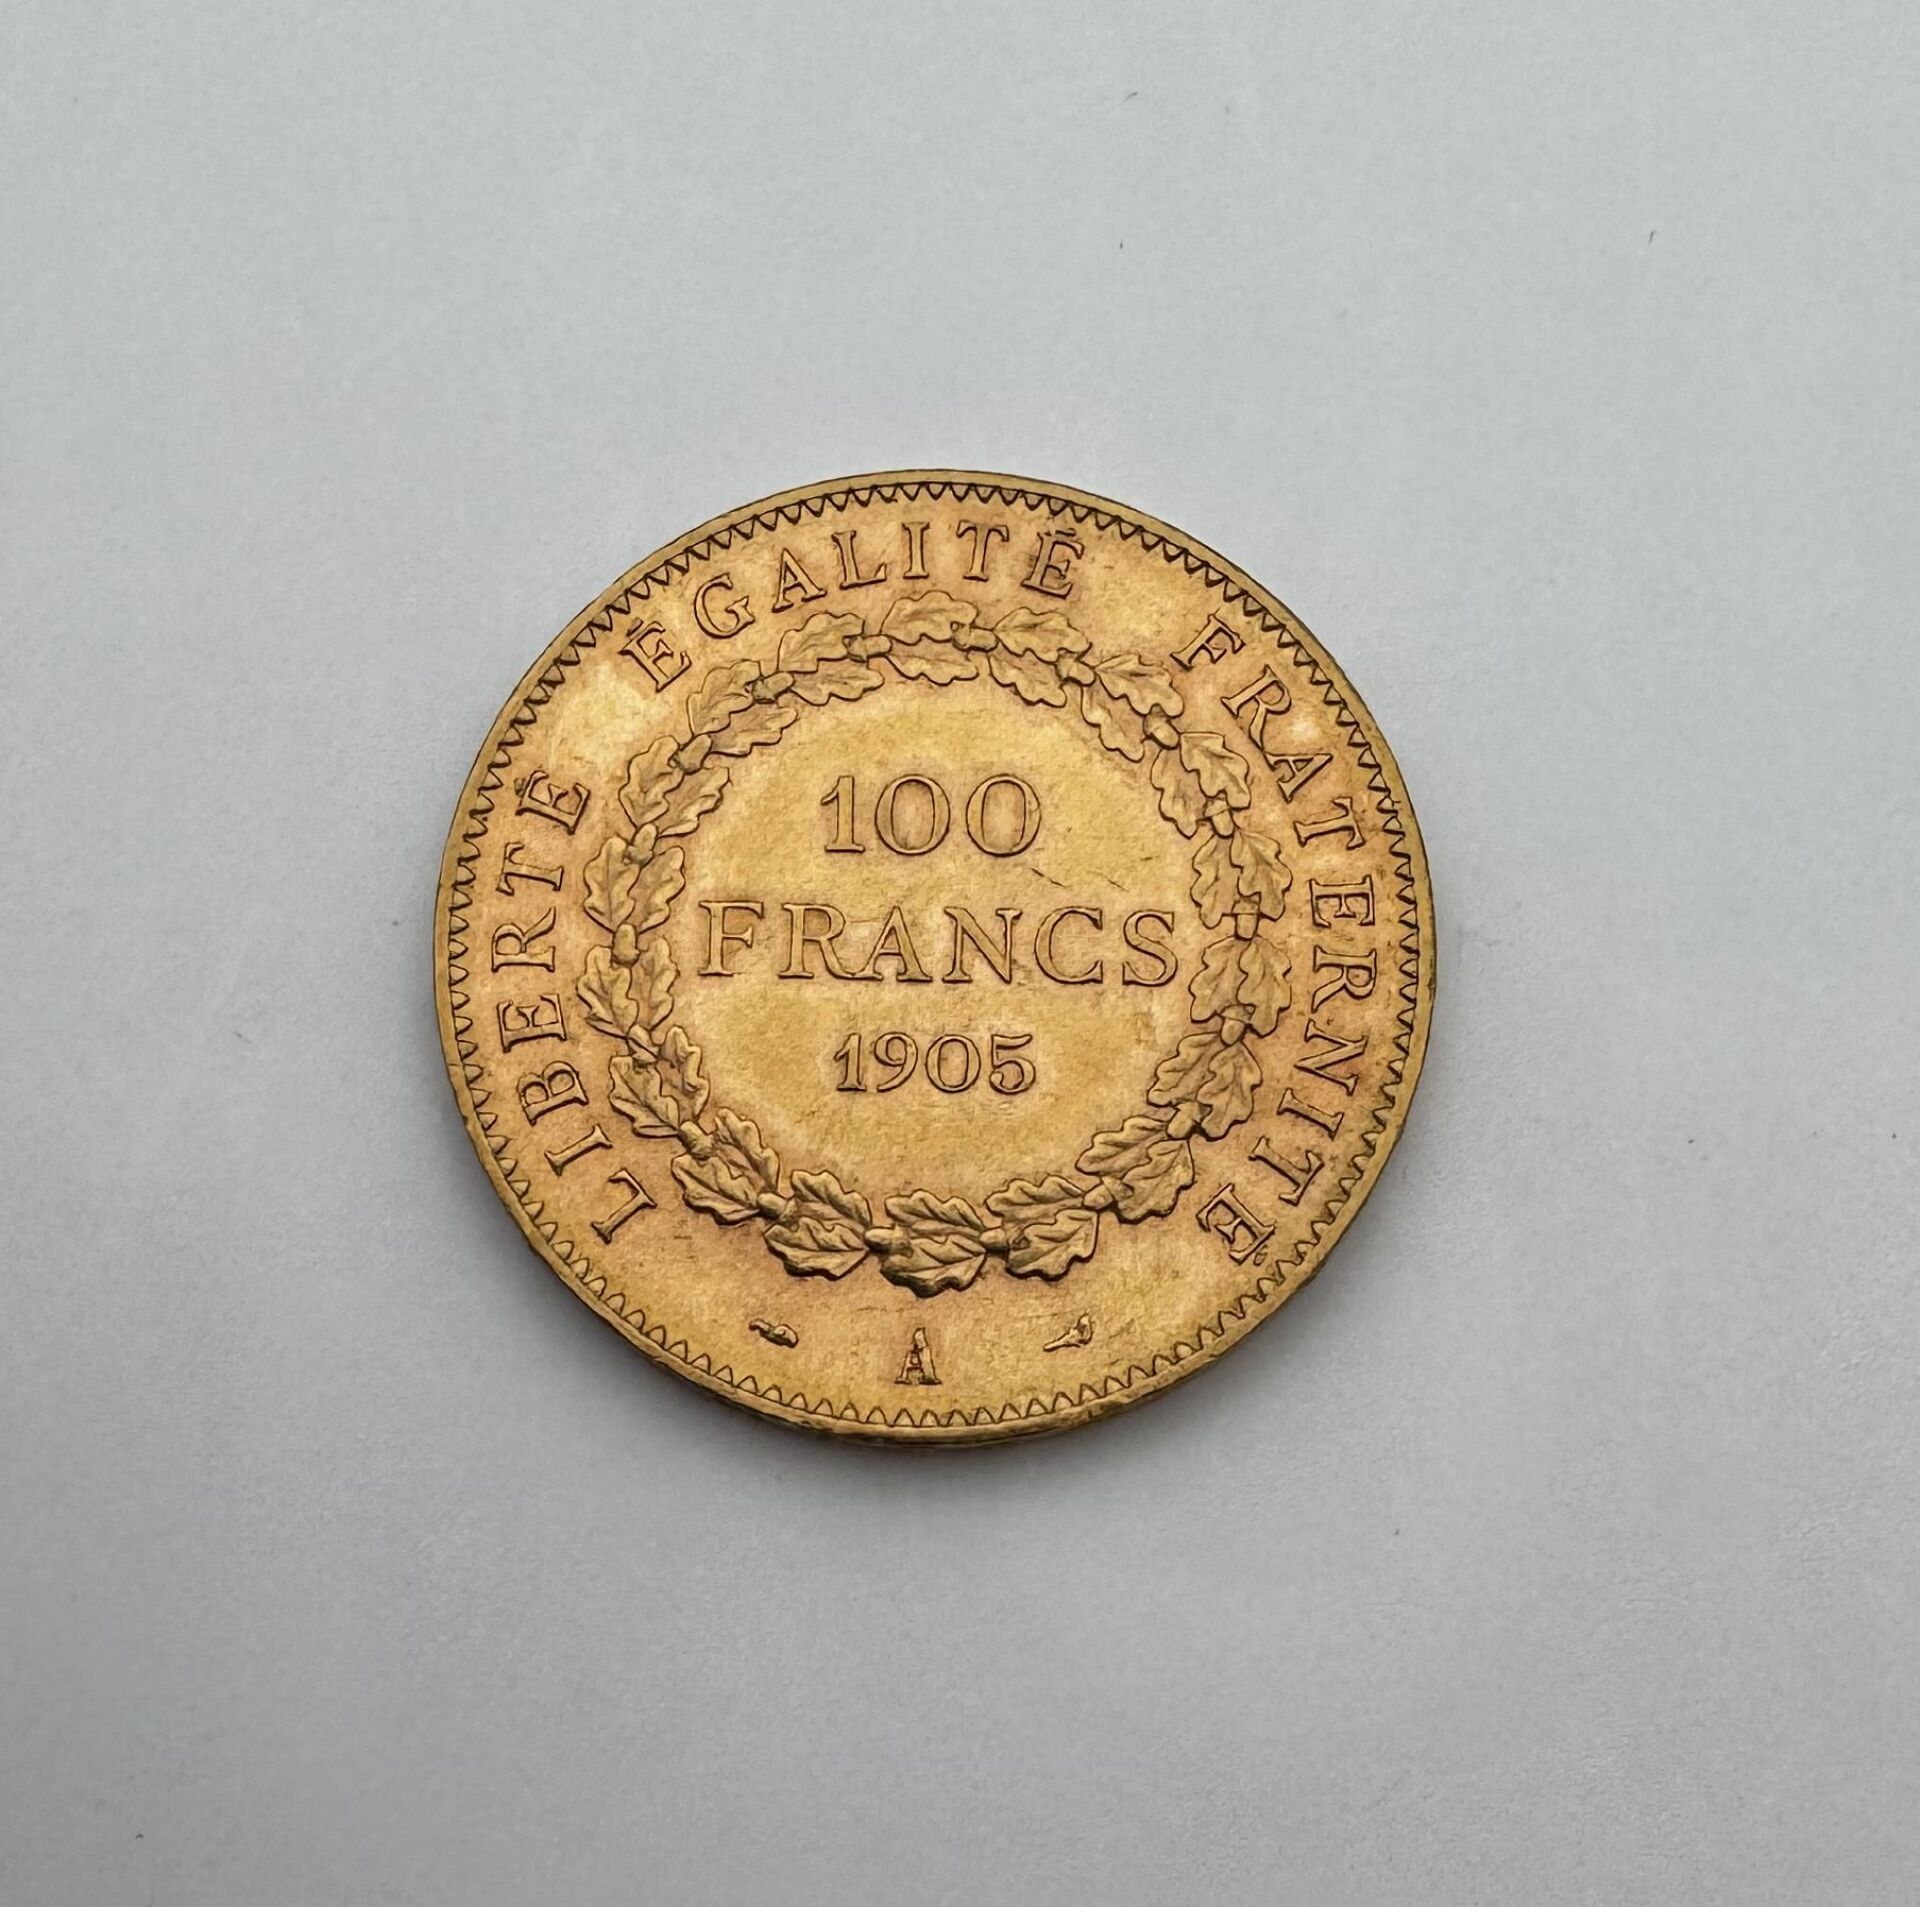 LIBERTÉ ÉGALITÉ FRATERNITÉ
100
FRANCS
1905
A